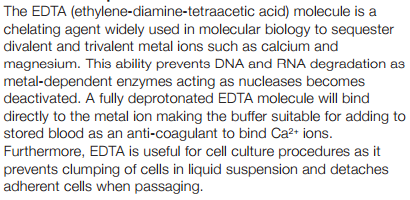 The EDTA (ethylene-diamine-tetraacetic acid) molecule is a
chelating agent widely used in molecular biology to sequester
divalent and trivalent metal ions such as calcium and
magnesium. This ability prevents DNA and RNA degradation as
metal-dependent enzymes acting as nucleases becomes
deactivated. A fully deprotonated EDTA molecule will bind
directly to the metal ion making the buffer suitable for adding to
stored blood as an anti-coagulant to bind Ca²⁺ ions.
Furthermore, EDTA is useful for cell culture procedures as it
prevents clumping of cells in liquid suspension and detaches
adherent cells when passaging.